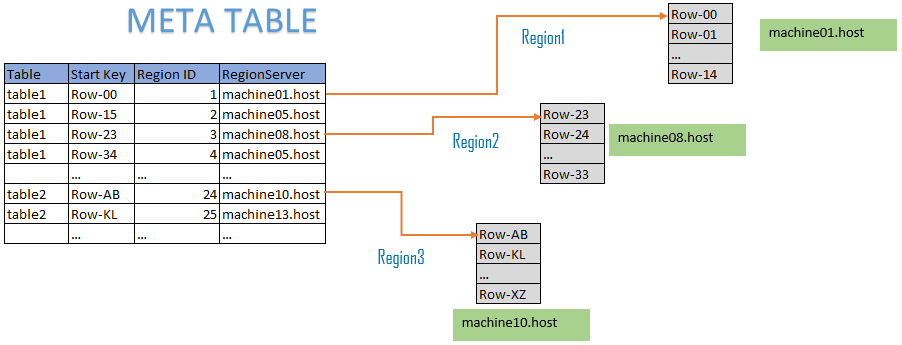 META TABLE
Table Start Key Region ID RegionServer
table1 Row-00 1 machine01.host
table1 Row-15 2 machine05.host
table1 Row-23 3 machine08.host
table1 Row-34 4 machine05.host
... ... ...
table2 Row-AB 24 machine10.host
table2 Row-KL 25 machine13.host
... ... ...
Region1
Row-00
Row-01
...
Row-14
machine01.host
Region2
Row-23
Row-24
...
Row-33
machine08.host
Region3
Row-AB
Row-KL
...
Row-XZ
machine10.host